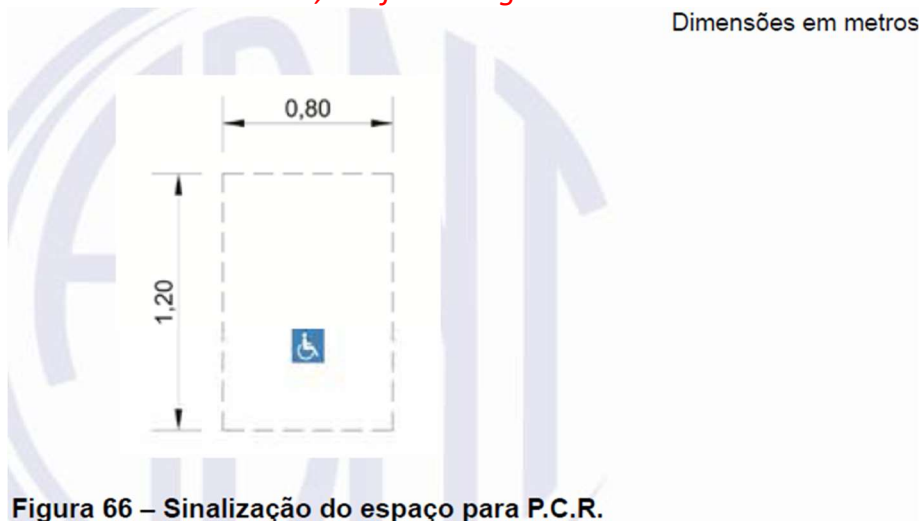 Dimensões em metros
0,80
1,20
Figura 66 – Sinalização do espaço para P.C.R.